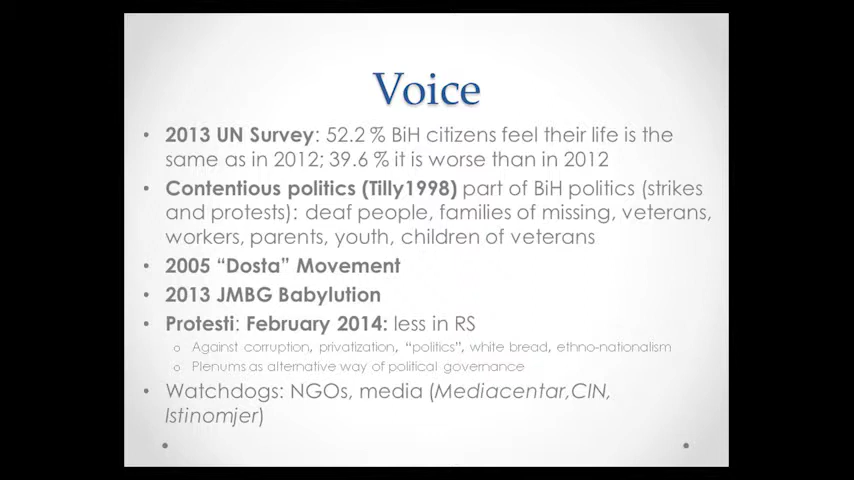 Voice
• 2013 UN Survey: 52.2 % BiH citizens feel their life is the
same as in 2012; 39.6 % it is worse than in 2012
• Contentious politics (Tilly1998) part of BiH politics (strikes
and protests): deaf people, families of missing, veterans,
workers, parents, youth, children of veterans
• 2005 “Dosta” Movement
• 2013 JMBG Babylution
• Protesti: February 2014: less in RS
o Against corruption, privatization, “politics”, white bread, ethno-nationalism
o Plenums as alternative way of political governance
• Watchdogs: NGOs, media (Mediacentar,CIN,
Istinomjer)